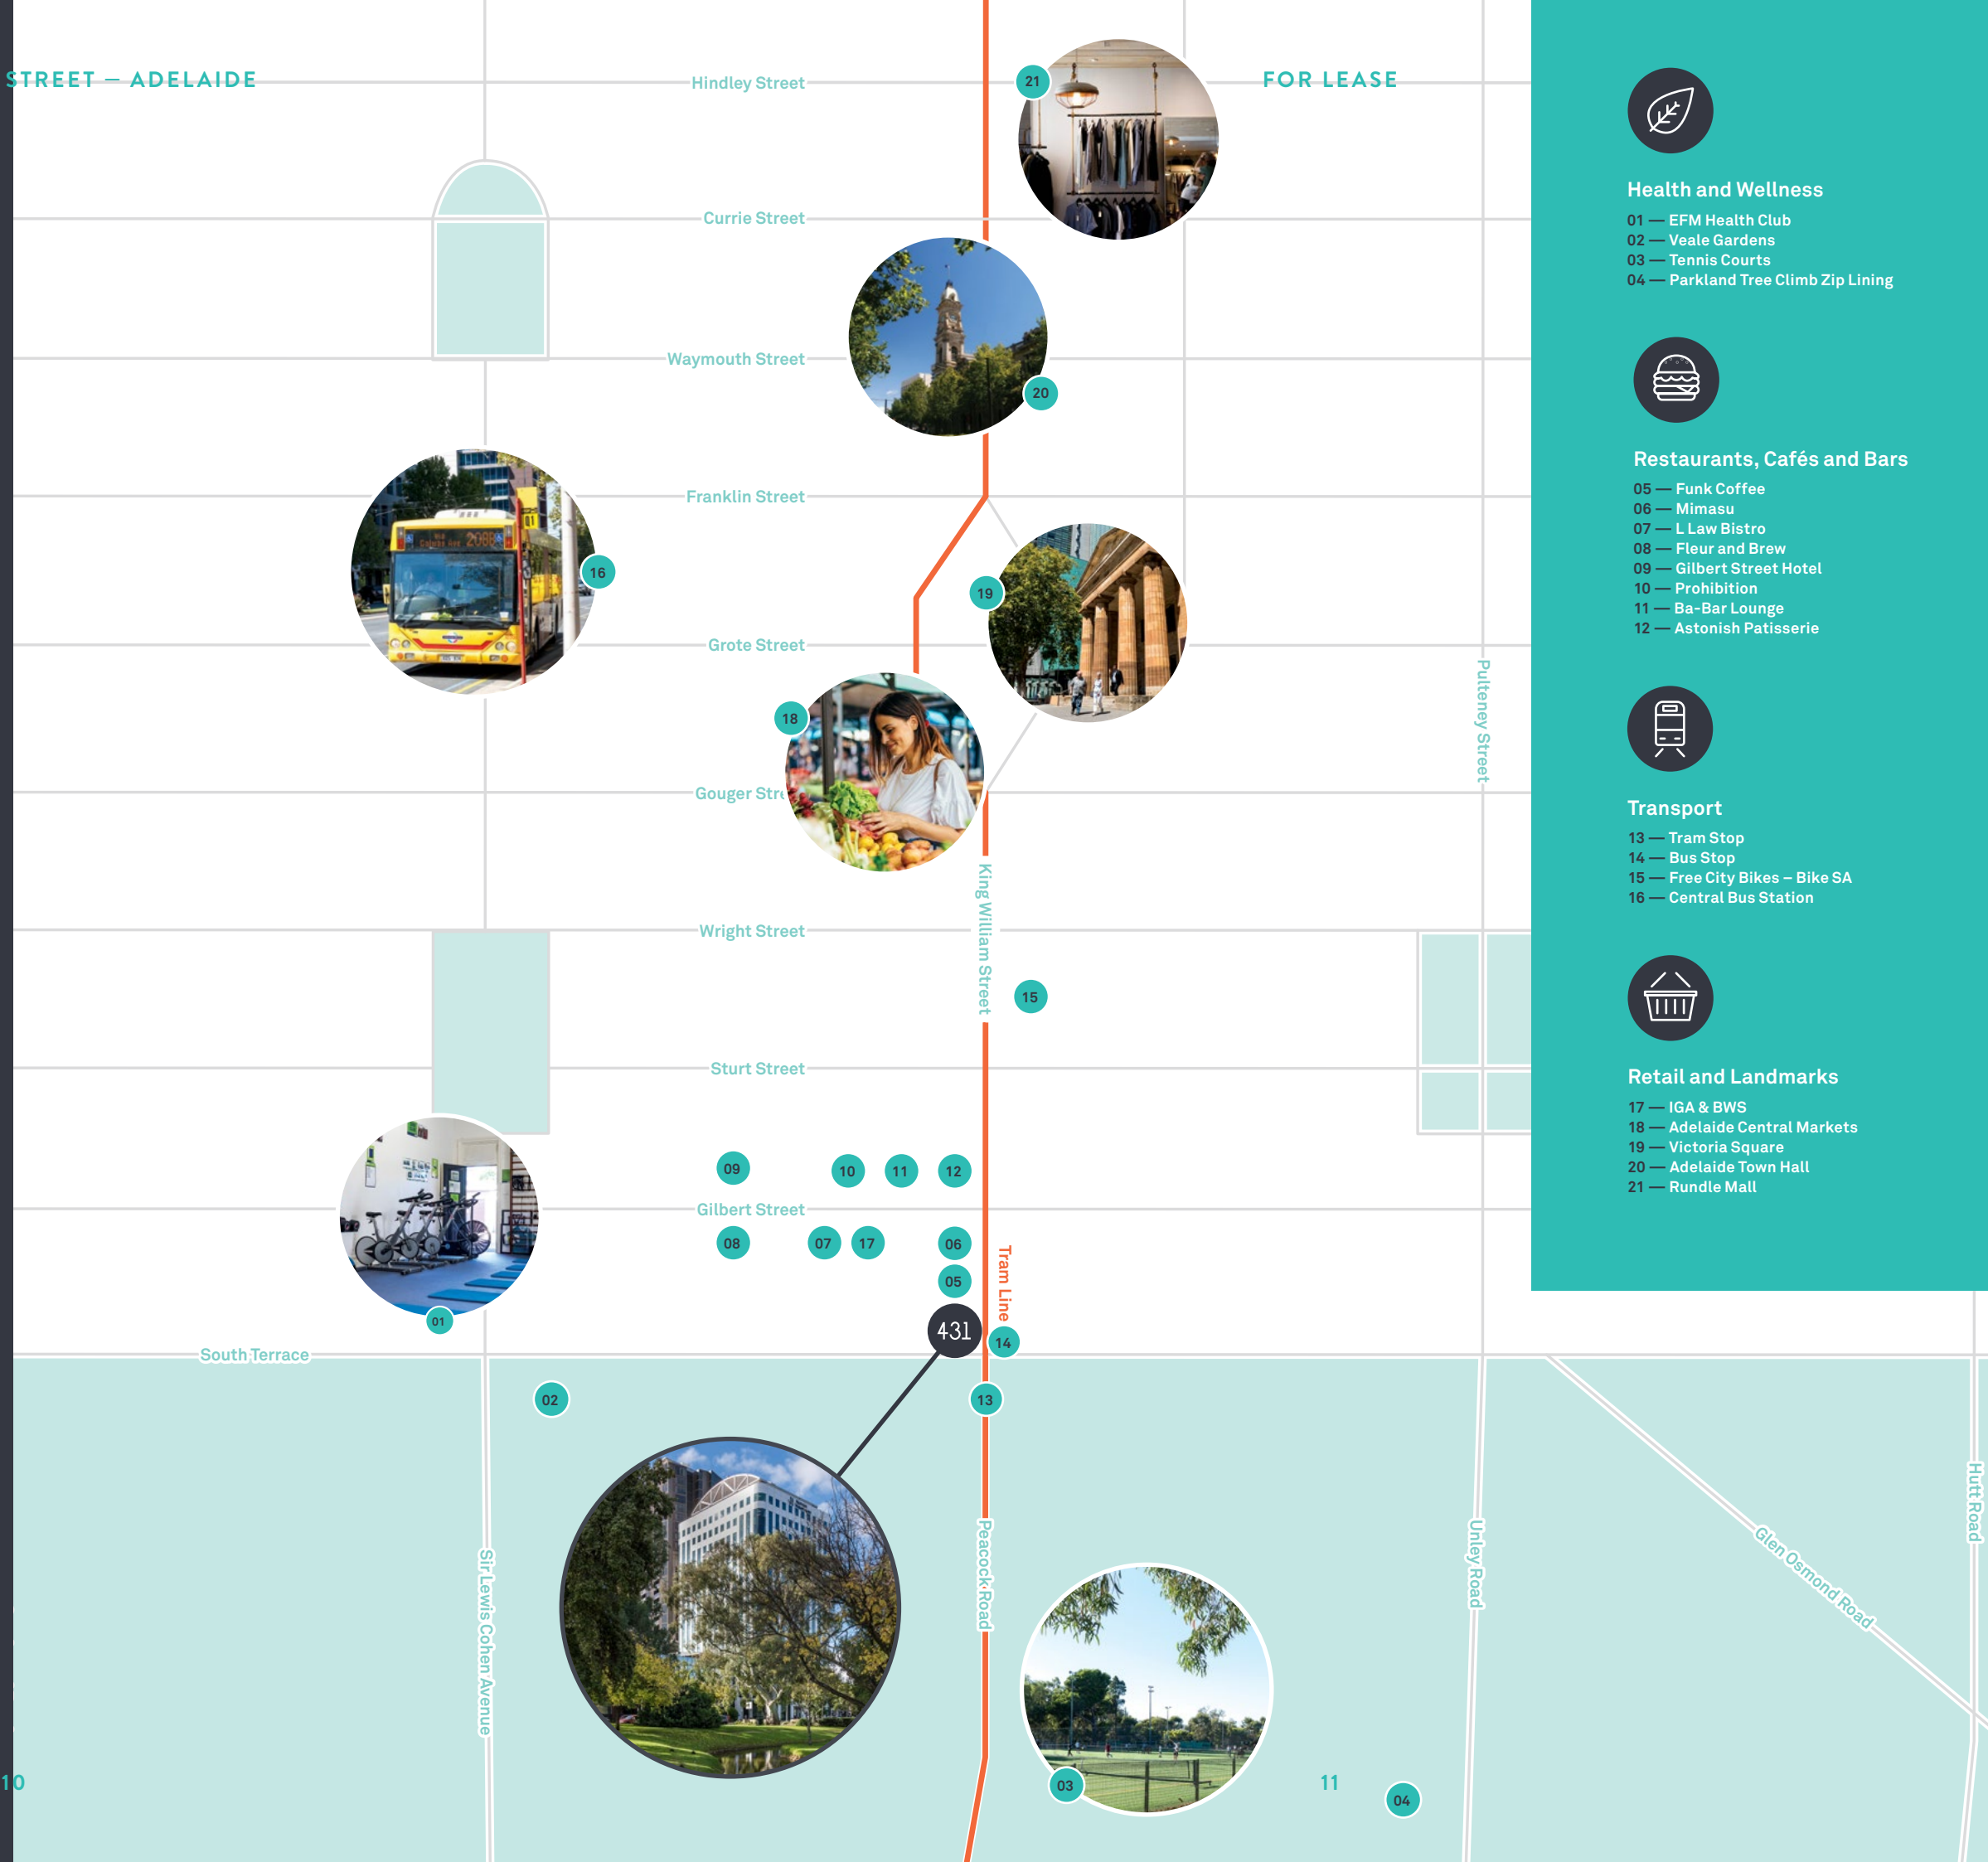 STREET — ADELAIDE
FOR LEASE
Hindley Street
Currie Street
Waymouth Street
Franklin Street
Grote Street
Gouger Stre
Wright Street
Sturt Street
Gilbert Street
South Terrace
King William Street
Pulteney Street
Tram Line
Sir Lewis Cohen Avenue
Peacock Road
Unley Road
Glen Osmond Road
Hutt Road
21
20
16
19
18
15
09
10
11
12
08
07
17
06
05
01
431
14
02
13
03
04
10
11
Health and Wellness
01 — EFM Health Club
02 — Veale Gardens
03 — Tennis Courts
04 — Parkland Tree Climb Zip Lining
Restaurants, Cafés and Bars
05 — Funk Coffee
06 — Mimasu
07 — L Law Bistro
08 — Fleur and Brew
09 — Gilbert Street Hotel
10 — Prohibition
11 — Ba-Bar Lounge
12 — Astonish Patisserie
Transport
13 — Tram Stop
14 — Bus Stop
15 — Free City Bikes – Bike SA
16 — Central Bus Station
Retail and Landmarks
17 — IGA & BWS
18 — Adelaide Central Markets
19 — Victoria Square
20 — Adelaide Town Hall
21 — Rundle Mall